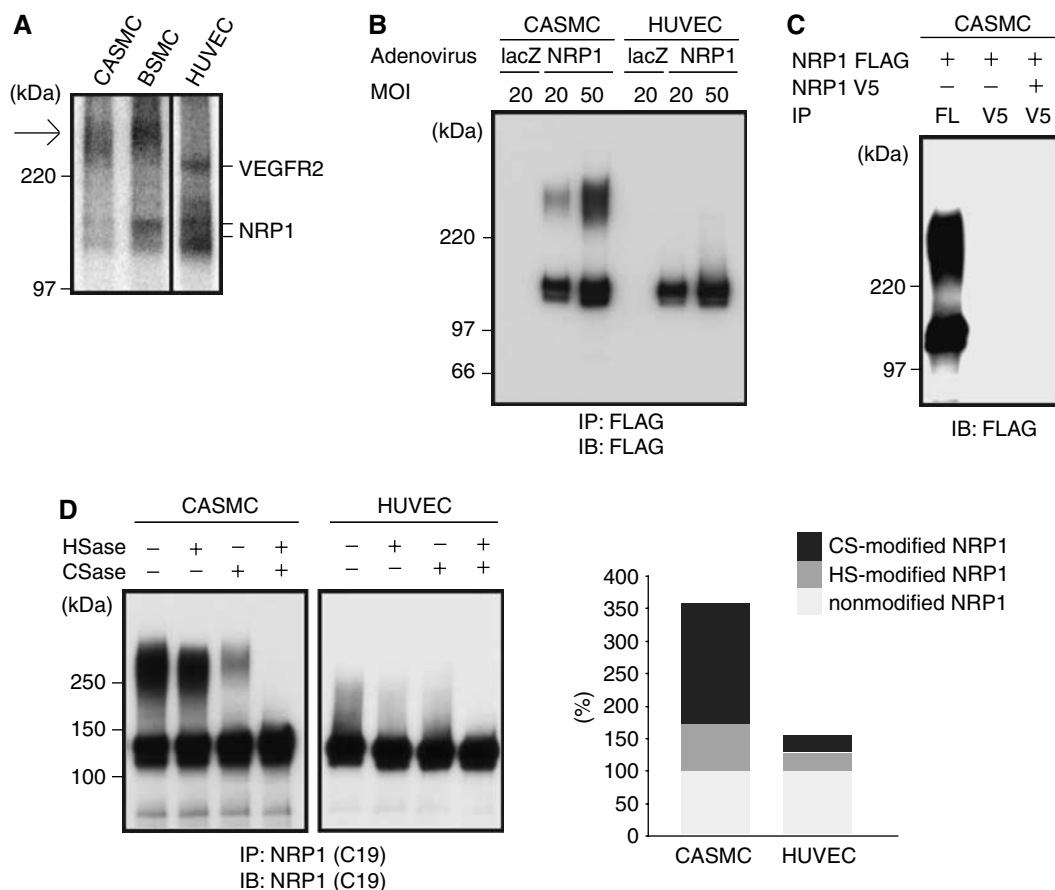 A
CASMC BSMC HUVEC
(kDa)
220
97
VEGFR2
NRP1
B
CASMC HUVEC
Adenovirus lacZ NRP1 lacZ NRP1
MOI 20 20 50 20 20 50
(kDa)
220
97
66
IP: FLAG
IB: FLAG
C
CASMC
NRP1 FLAG + + +
NRP1 V5 – – +
IP FL V5 V5
(kDa)
220
97
IB: FLAG
D
CASMC HUVEC
HSase – + – + – + – +
CSase – – + + – – + +
(kDa)
250
150
100
IP: NRP1 (C19)
IB: NRP1 (C19)
CS-modified NRP1
HS-modified NRP1
nonmodified NRP1
400
350
300
250
200
150
100
50
0
(%)
CASMC HUVEC